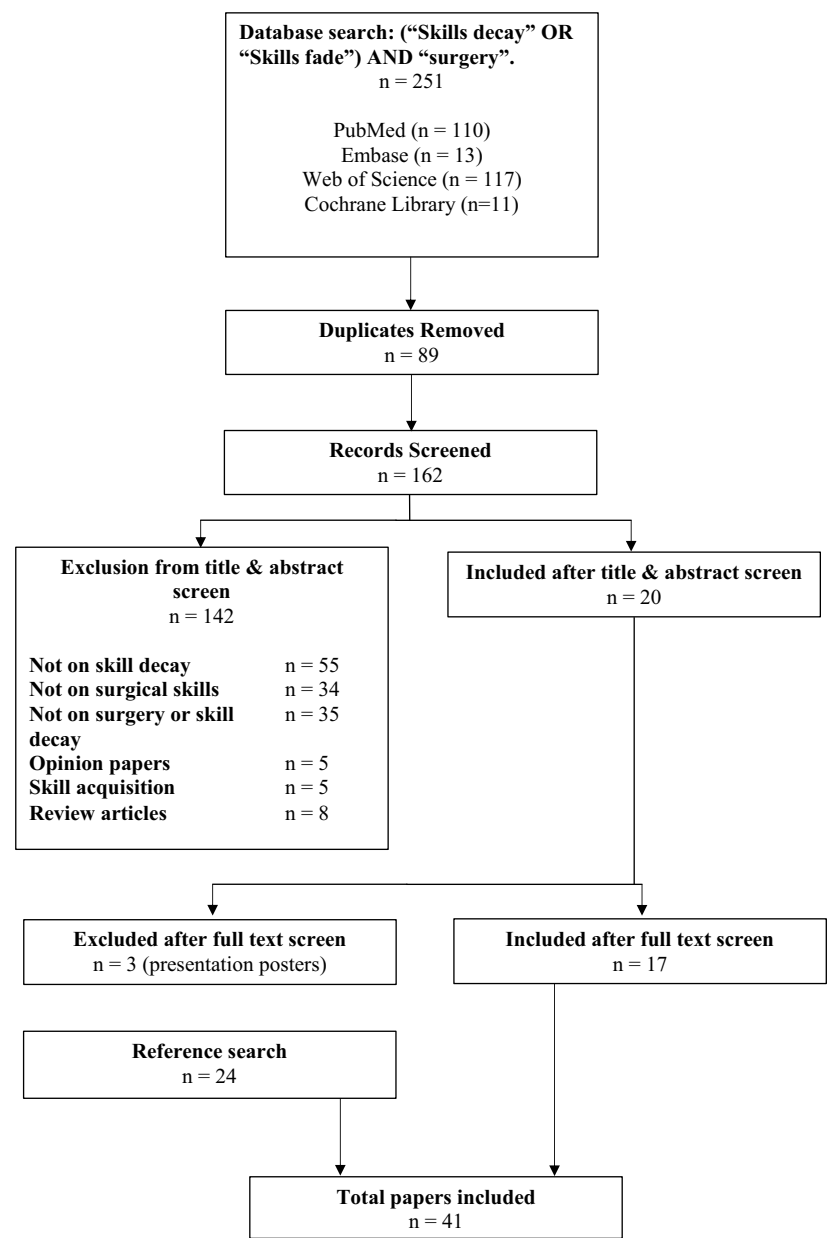 Database search: (“Skills decay” OR
“Skills fade”) AND “surgery”.
n = 251
PubMed (n = 110)
Embase (n = 13)
Web of Science (n = 117)
Cochrane Library (n=11)
Duplicates Removed
n = 89
Records Screened
n = 162
Exclusion from title & abstract
screen
n = 142
Not on skill decay n = 55
Not on surgical skills n = 34
Not on surgery or skill n = 35
decay
Opinion papers n = 5
Skill acquisition n = 5
Review articles n = 8
Included after title & abstract screen
n = 20
Excluded after full text screen
n = 3 (presentation posters)
Included after full text screen
n = 17
Reference search
n = 24
Total papers included
n = 41